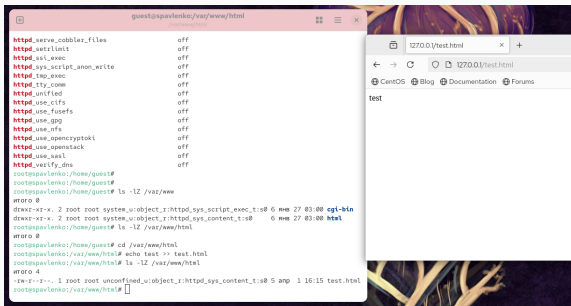 guest@spavlenko:/var/www/html
/var/www/html
httpd_serve_cobbler_files off
httpd_setrlimit off
httpd_ssi_exec off
httpd_sys_script_anon_write off
httpd_tmp_exec off
httpd_tty_comm off
httpd_unified off
httpd_use_cifs off
httpd_use_fusefs off
httpd_use_gpg off
httpd_use_nfs off
httpd_use_opencryptoki off
httpd_use_openstack off
httpd_use_sasl off
httpd_verify_dns off
root@spavlenko:/home/guest#
root@spavlenko:/home/guest#
root@spavlenko:/home/guest# ls -lZ /var/www
итого 0
drwxr-xr-x. 2 root root system_u:object_r:httpd_sys_script_exec_t:s0 6 янв 27 03:00 cgi-bin
drwxr-xr-x. 2 root root system_u:object_r:httpd_sys_content_t:s0 6 янв 27 03:00 html
root@spavlenko:/home/guest# ls -lZ /var/www/html
итого 0
root@spavlenko:/home/guest# cd /var/www/html
root@spavlenko:/var/www/html# echo test >> test.html
root@spavlenko:/var/www/html# ls -lZ /var/www/html
итого 4
-rw-r--r--. 1 root root unconfined_u:object_r:httpd_sys_content_t:s0 5 апр 1 16:15 test.html
root@spavlenko:/var/www/html#
127.0.0.1/test.html
127.0.0.1/test.html
CentOS Blog Documentation Forums
test